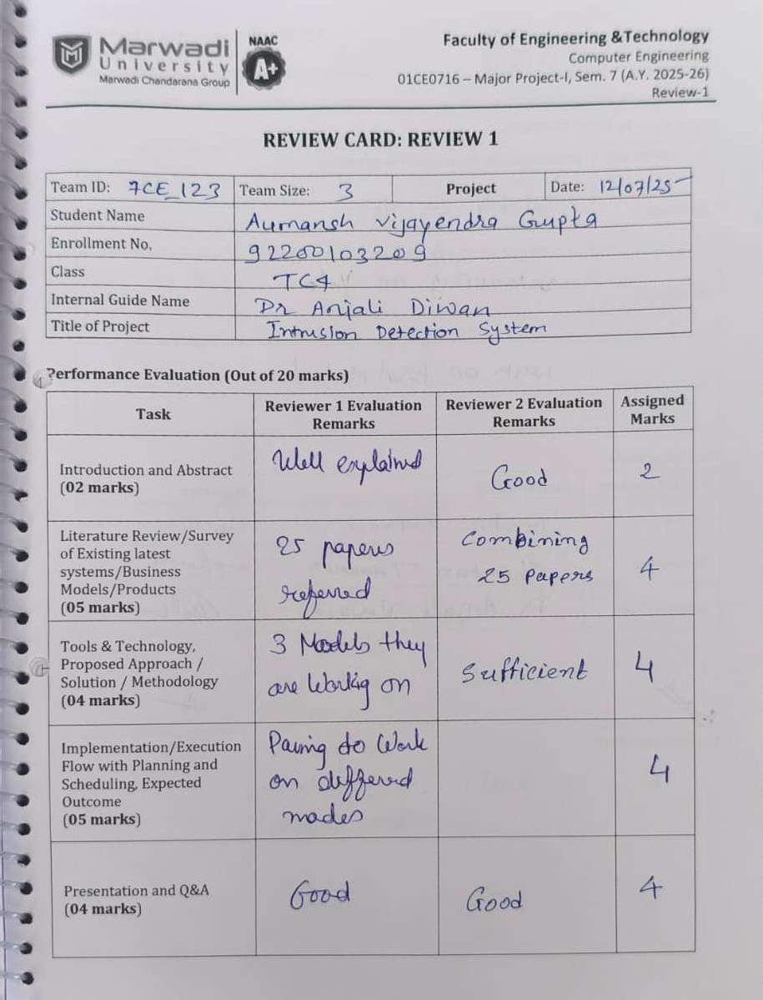 Marwadi
University
Marwadi Chandarana Group
NAAC
A+
Faculty of Engineering &Technology
Computer Engineering
01CE0716 – Major Project-I, Sem. 7 (A.Y. 2025-26)
Review-1
REVIEW CARD: REVIEW 1
Team ID: 7CE_123 Team Size: 3 Project Date: 12/07/25
Student Name Aumansh vijayendra Gupta
Enrollment No. 92200103209
Class TC4
Internal Guide Name Dr Anjali Diwan
Title of Project Intrusion Detection System
Performance Evaluation (Out of 20 marks)
Task
Reviewer 1 Evaluation
Remarks
Reviewer 2 Evaluation
Remarks
Assigned
Marks
Introduction and Abstract
(02 marks)
Well explained
Good
2
Literature Review/Survey
of Existing latest
systems/Business
Models/Products
(05 marks)
25 papers
referred
Combining
25 Papers
4
Tools & Technology,
Proposed Approach /
Solution / Methodology
(04 marks)
3 Models they
are working on
Sufficient
4
Implementation/Execution
Flow with Planning and
Scheduling, Expected
Outcome
(05 marks)
to Work
on
4
Presentation and Q&A
(04 marks)
Good
Good
4